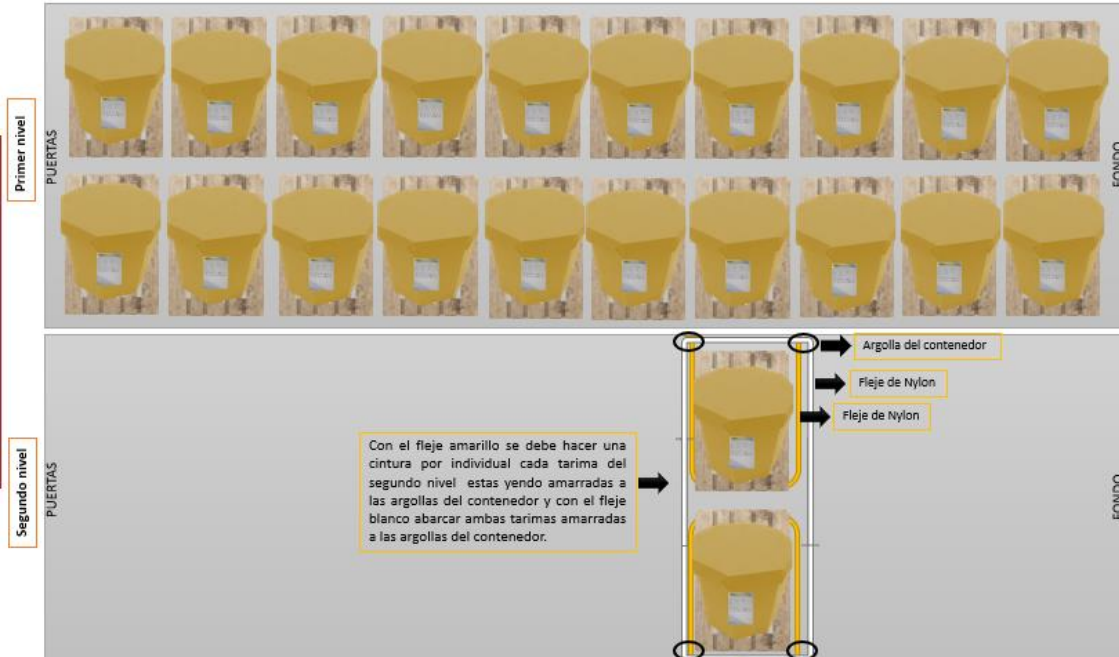 Primer nivel
PUERTAS
FONDO
Segundo nivel
PUERTAS
FONDO
Argolla del contenedor
Fleje de Nylon
Fleje de Nylon
Con el fleje amarillo se debe hacer una
cintura por individual cada tarima del
segundo nivel estas yendo amarradas a
las argollas del contenedor y con el fleje
blanco abarcar ambas tarimas amarradas
a las argollas del contenedor.